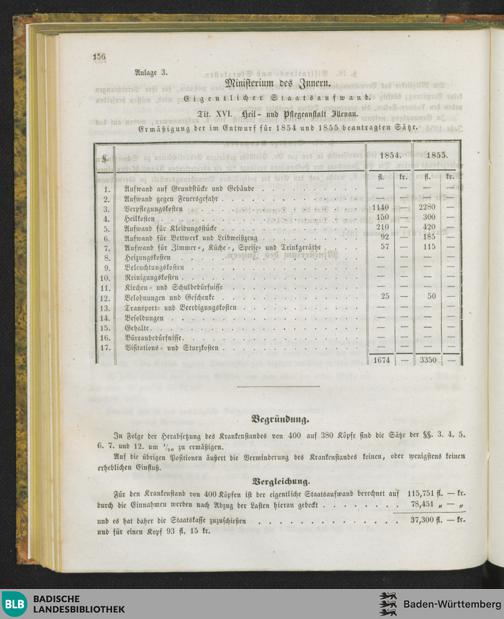 156
Anlage 3.
Ministerium des Innern.
Eigentlicher Staatsaufwand.
Tit. XVI. Heil- und Pflegeanstalt Illenau.
Ermäßigung der im Entwurf für 1854 und 1855 beantragten Sätze.
§. 1854. 1855.
fl. kr. fl. kr.
1. Aufwand auf Grundstücke und Gebäude — — — —
2. Aufwand gegen Feuersgefahr — — — —
3. Verpflegungskosten 1140 — 2280 —
4. Heilkosten 150 — 300 —
5. Aufwand für Kleidungsstücke 210 — 420 —
6. Aufwand für Bettwerk und Leibweißzeug 92 — 185 —
7. Aufwand für Zimmer-, Küche-, Speise- und Trinkgeräthe 57 — 115 —
8. Heizungskosten — — — —
9. Beleuchtungskosten — — — —
10. Reinigungskosten — — — —
11. Kirchen- und Schulbedürfnisse — — — —
12. Belohnungen und Geschenke 25 — 50 —
13. Transport- und Beerdigungskosten — — — —
14. Besoldungen — — — —
15. Gehalte — — — —
16. Büreaubedürfnisse — — — —
17. Visitations- und Sturzkosten — — — —
1674 — 3350 —
Begründung.
In Folge der Herabsetzung des Krankenstandes von 400 auf 380 Köpfe sind die Sätze der §§. 3. 4. 5.
6. 7. und 12. um 1/20 zu ermäßigen.
Auf die übrigen Positionen äußert die Verminderung des Krankenstandes keinen, oder wenigstens keinen
erheblichen Einfluß.
Vergleichung.
Für den Krankenstand von 400 Köpfen ist der eigentliche Staatsaufwand berechnet auf 115,751 fl. — kr.
durch die Einnahmen werden nach Abzug der Lasten hieran gedeckt 78,451 „ — „
und es hat daher die Staatskasse zuzuschießen 37,300 fl. — kr.
und für einen Kopf 93 fl. 15 kr.
BLB
BADISCHE
LANDESBIBLIOTHEK
Baden-Württemberg